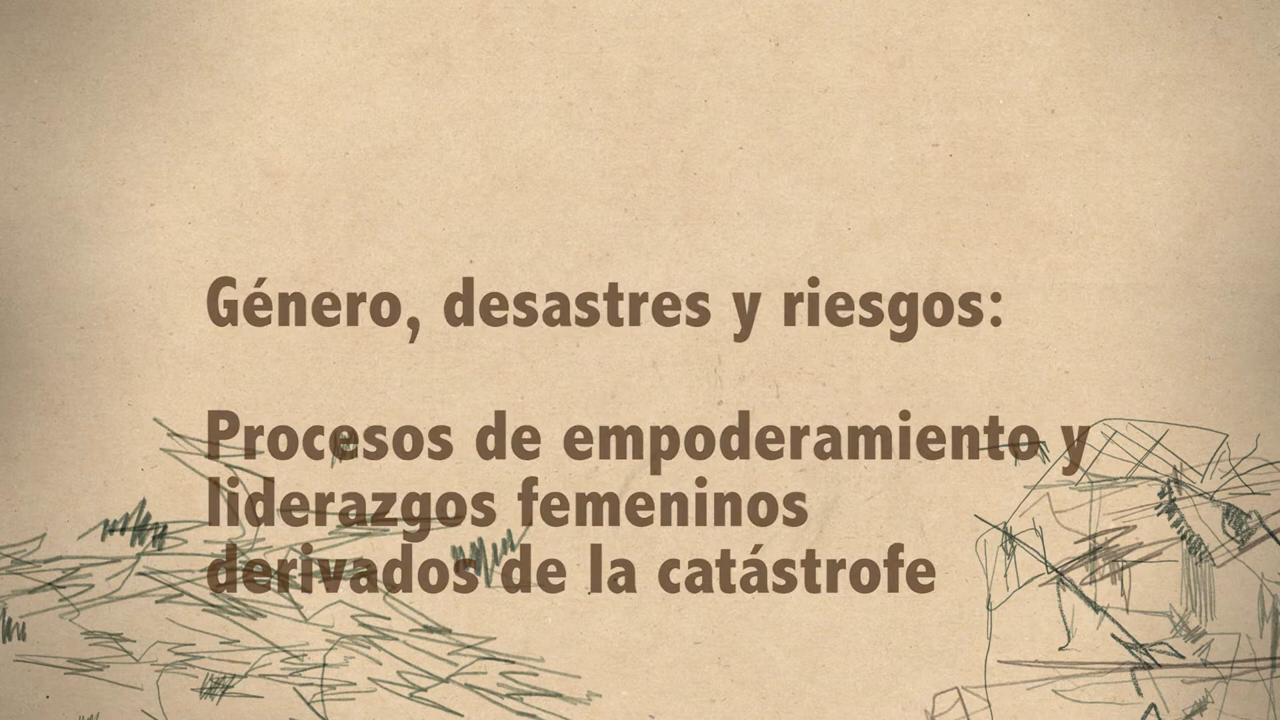 Género, desastres y riesgos:
Procesos de empoderamiento y
liderazgos femeninos
derivados de la catástrofe